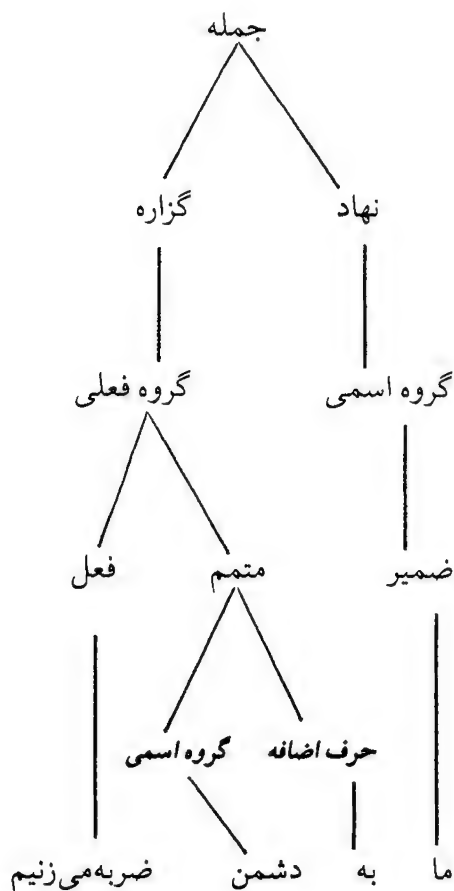 جمله
نهاد گزاره
گروه اسمی گروه فعلی
ضمیر متمم فعل
حرف اضافه گروه اسمی
ما به دشمن ضربه‌می‌زنیم